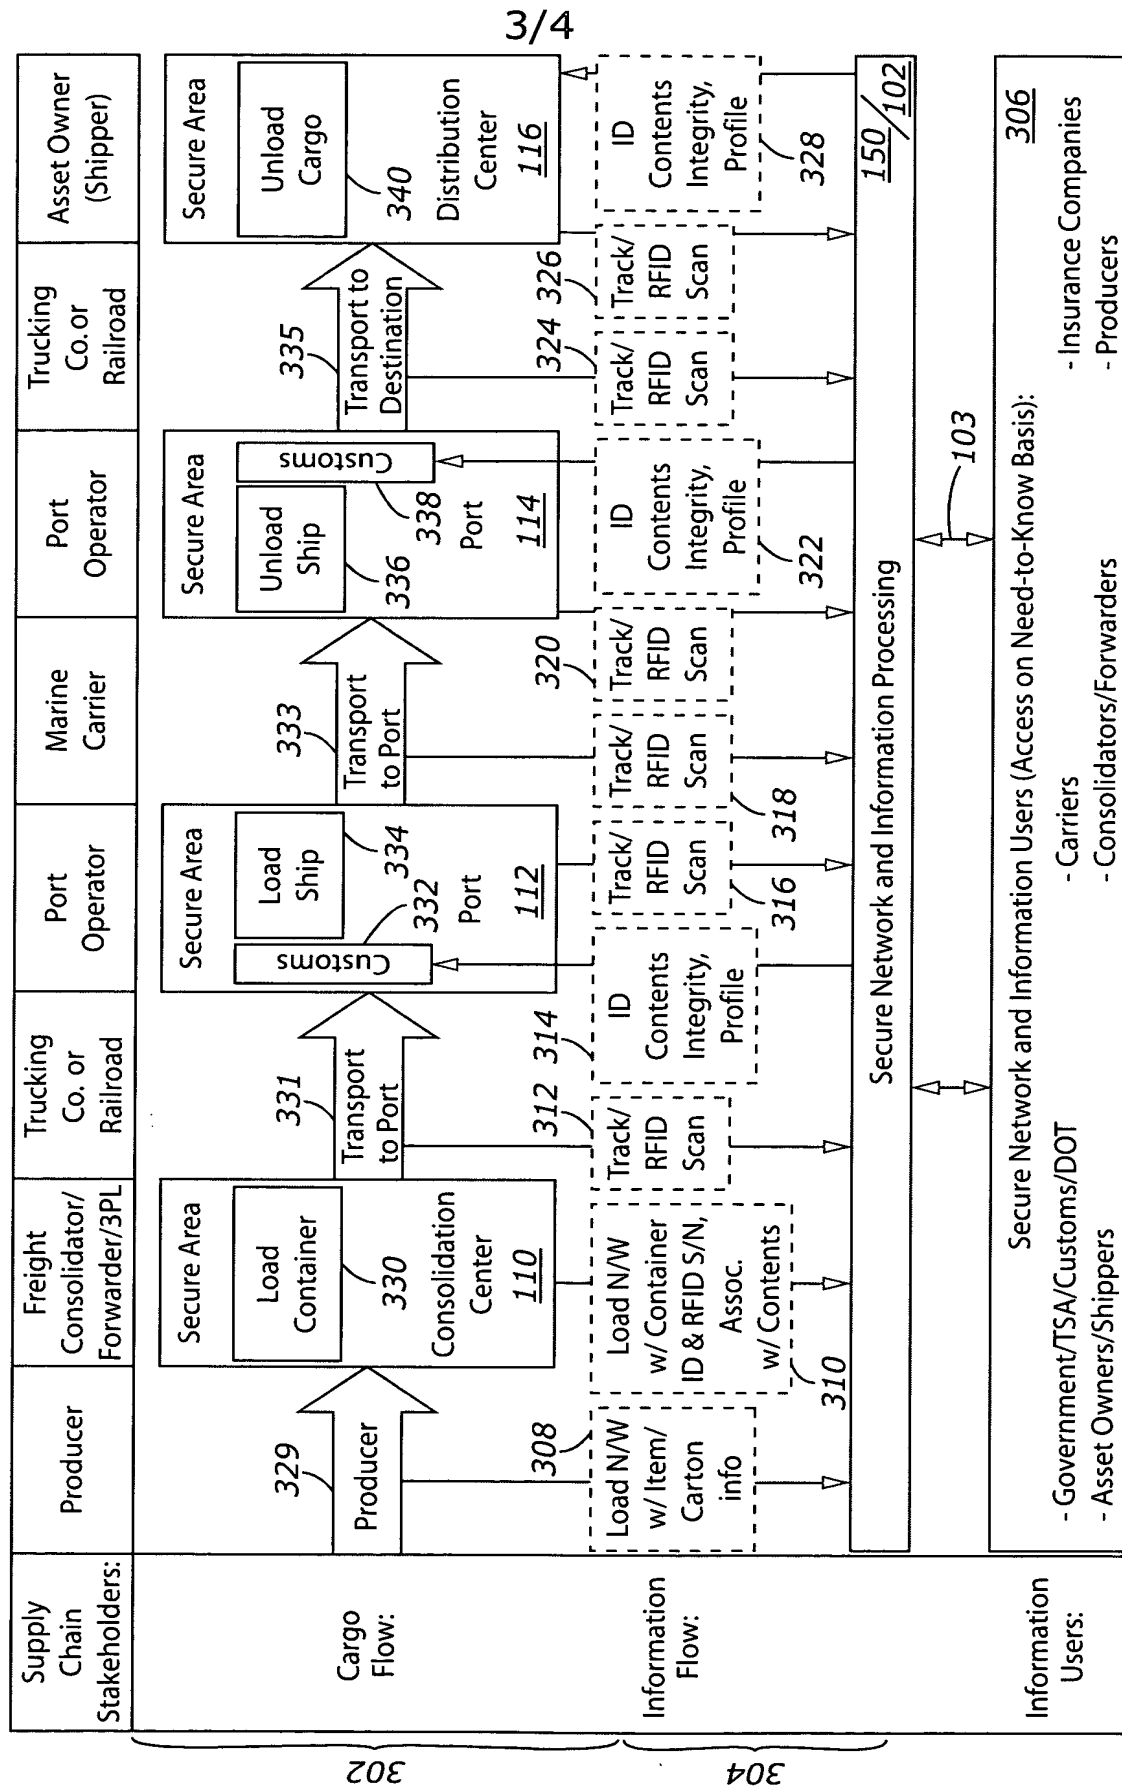 3/4
Supply
Chain
Stakeholders:
Producer
Freight
Consolidator/
Forwarder/3PL
Trucking
Co. or
Railroad
Port
Operator
Marine
Carrier
Port
Operator
Trucking
Co. or
Railroad
Asset Owner
(Shipper)
302
Cargo
Flow:
329
Producer
Secure Area
Load
Container
330
Consolidation
Center
110
331
Transport
to Port
Secure Area
Customs
Load
Ship
334
332
Port
112
333
Transport
to Port
Secure Area
Unload
Ship
Customs
336
338
Port
114
335
Transport to
Destination
Secure Area
Unload
Cargo
340
Distribution
Center
116
304
Information
Flow:
308
Load N/W
w/ Item/
Carton
info
Load N/W
w/ Container
ID & RFID S/N,
Assoc.
w/ Contents
310
312
Track/
RFID
Scan
314
ID
Contents
Integrity,
Profile
Track/
RFID
Scan
316
Track/
RFID
Scan
318
320
Track/
RFID
Scan
ID
Contents
Integrity,
Profile
322
324
Track/
RFID
Scan
326
Track/
RFID
Scan
ID
Contents
Integrity,
Profile
328
Secure Network and Information Processing
150/102
103
Information
Users:
Secure Network and Information Users (Access on Need-to-Know Basis):
306
- Government/TSA/Customs/DOT
- Asset Owners/Shippers
- Carriers
- Consolidators/Forwarders
- Insurance Companies
- Producers